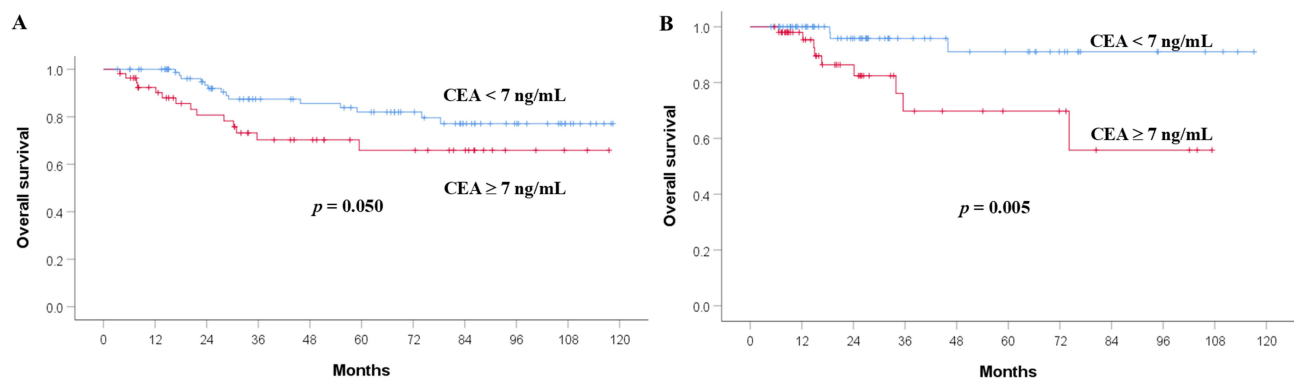 A
Overall survival
1.0
0.8
0.6
0.4
0.2
0.0
CEA < 7 ng/mL
CEA ≥ 7 ng/mL
p = 0.050
0 12 24 36 48 60 72 84 96 108 120
Months
B
Overall survival
1.0
0.8
0.6
0.4
0.2
0.0
CEA < 7 ng/mL
CEA ≥ 7 ng/mL
p = 0.005
0 12 24 36 48 60 72 84 96 108 120
Months